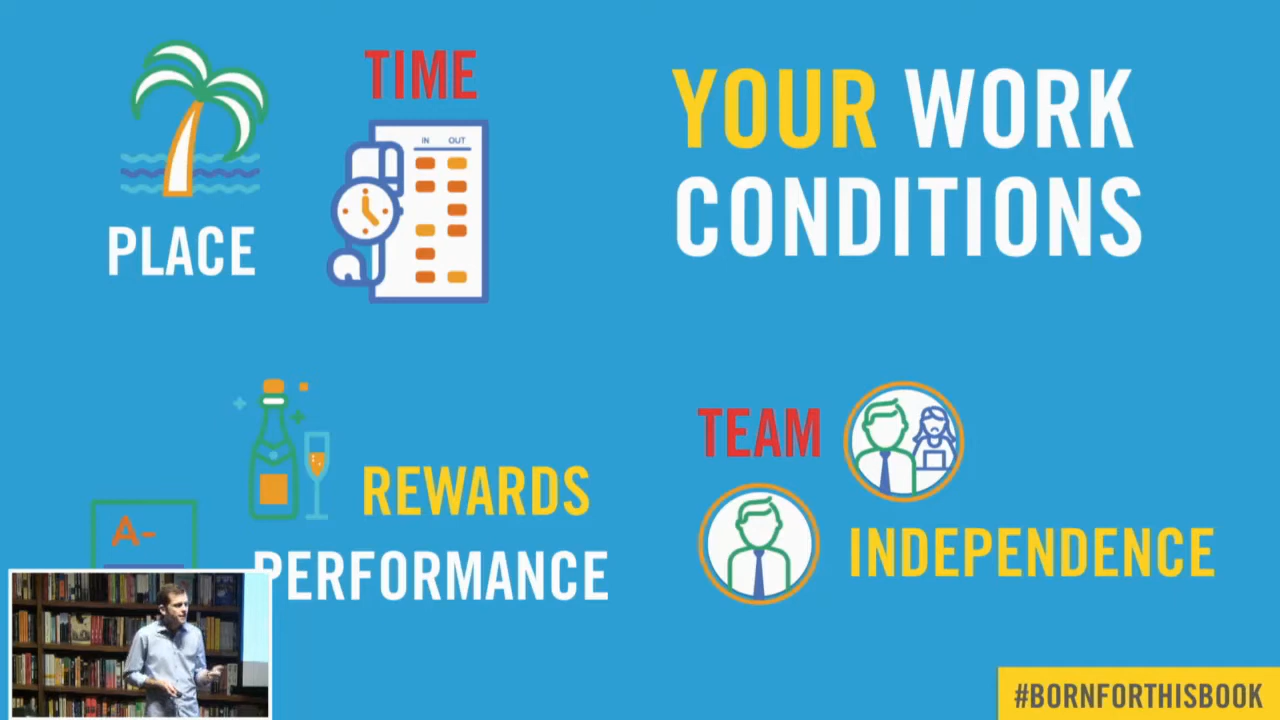 YOUR WORK
CONDITIONS
PLACE
TIME
IN OUT
REWARDS
A-
PERFORMANCE
TEAM
INDEPENDENCE
#BORNFORTHISBOOK